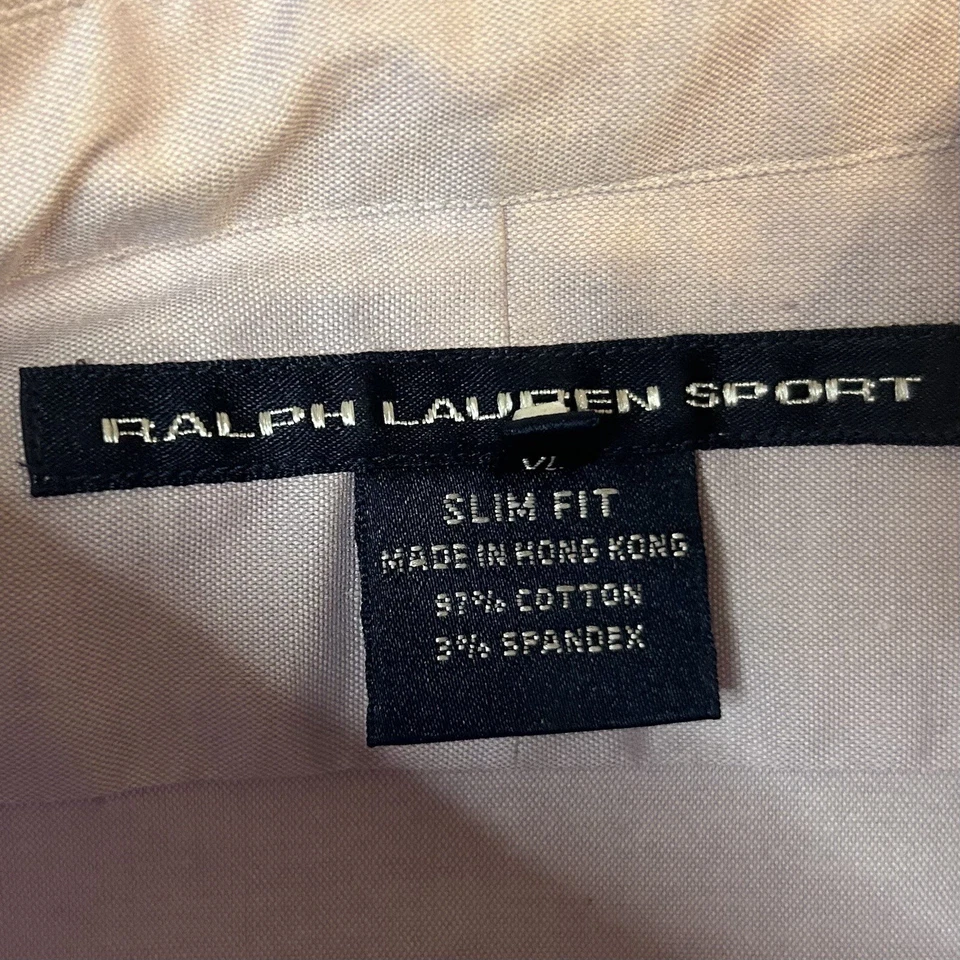 RALPH LAUREN SPORT
SLIM FIT
MADE IN HONG KONG
97% COTTON
3% SPANDEX